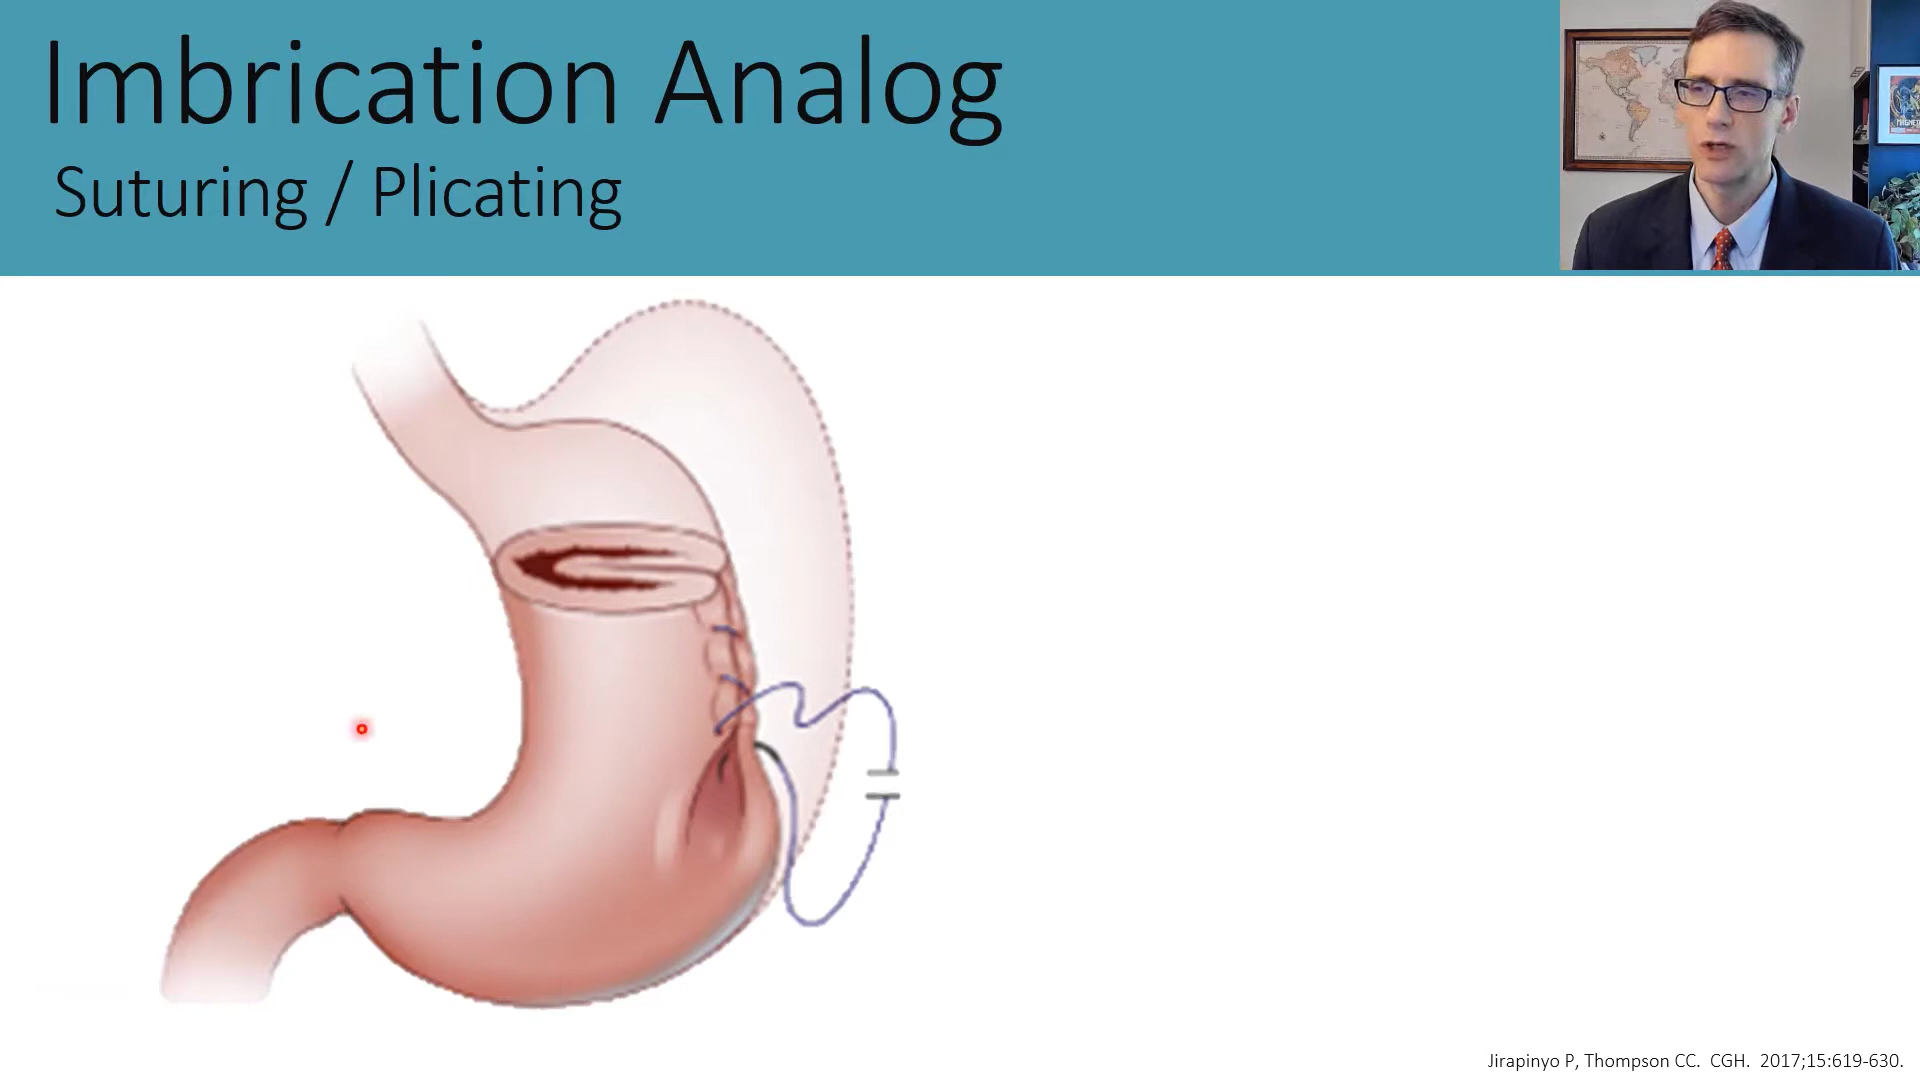 Imbrication Analog
Suturing / Plicating
Jirapinyo P, Thompson CC. CGH. 2017;15:619-630.